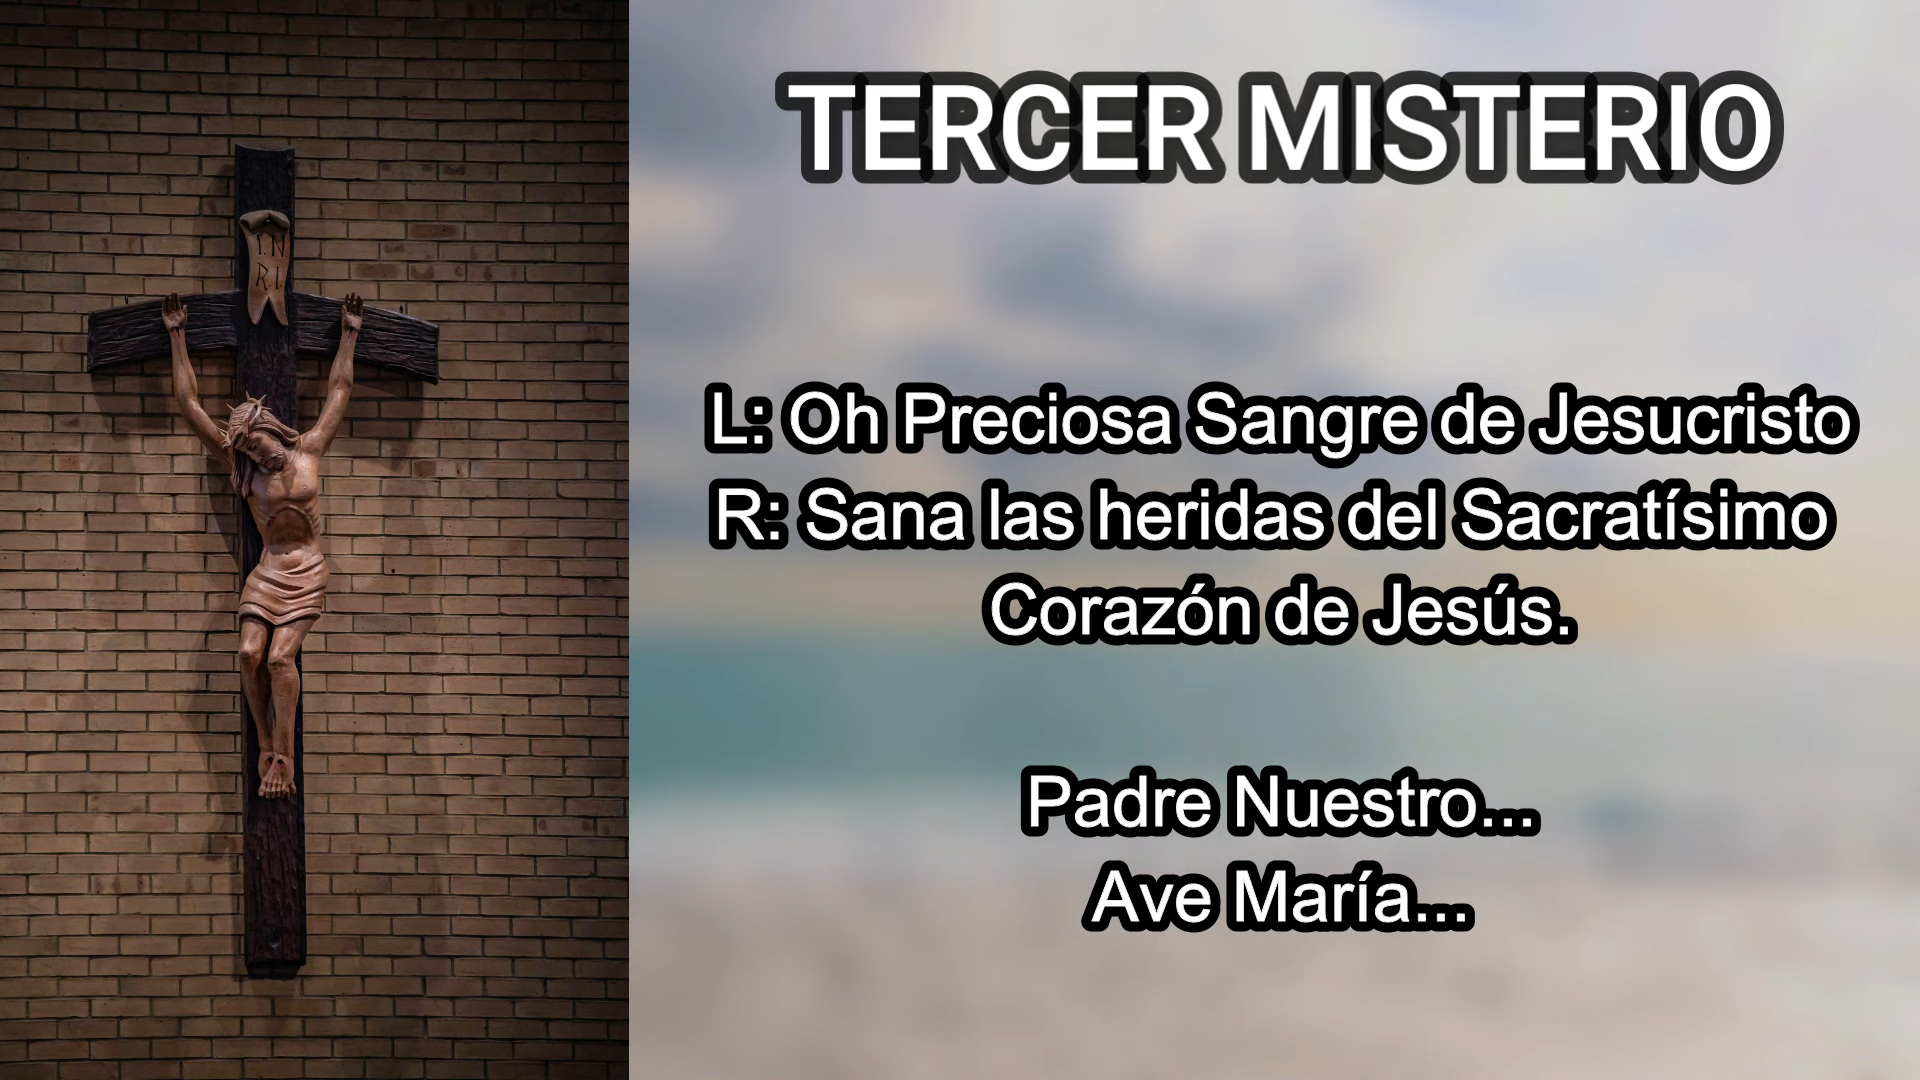 I.N.
R.I.
TERCER MISTERIO
L: Oh Preciosa Sangre de Jesucristo
R: Sana las heridas del Sacratísimo
Corazón de Jesús.
Padre Nuestro...
Ave María...